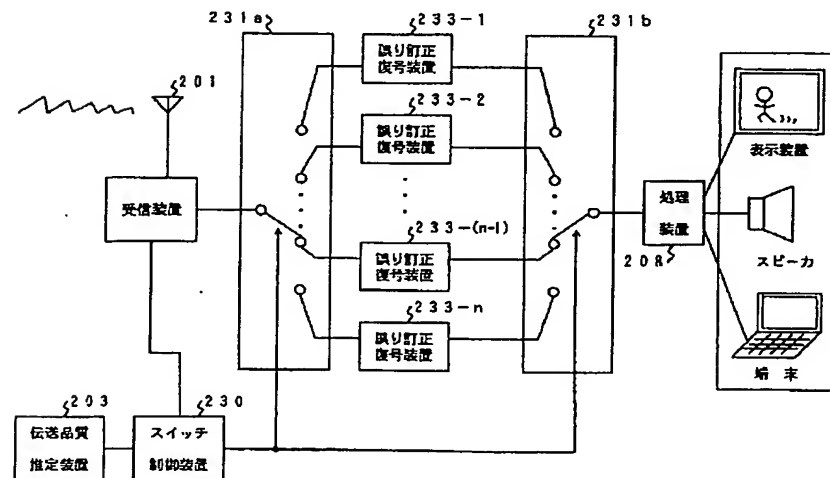 231a
233-1
231b
誤り訂正
復号装置
201
233-2
誤り訂正
復号装置
表示装置
受信装置
処理
装置
233-(n-1)
誤り訂正
復号装置
208
スピーカ
233-n
誤り訂正
復号装置
端末
203
230
伝送品質
推定装置
スイッチ
制御装置